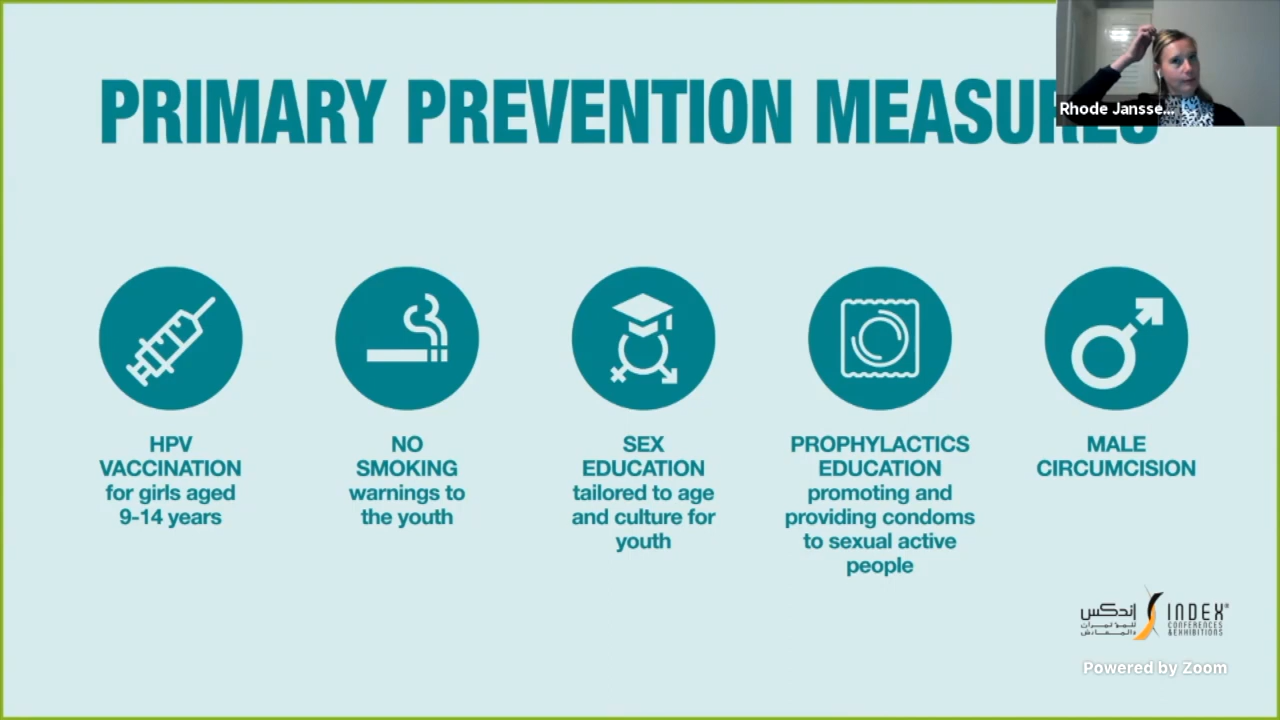 PRIMARY PREVENTION MEASURES
Rhode Jansse...
HPV
VACCINATION
for girls aged
9-14 years
NO
SMOKING
warnings to
the youth
SEX
EDUCATION
tailored to age
and culture for
youth
PROPHYLACTICS
EDUCATION
promoting and
providing condoms
to sexual active
people
MALE
CIRCUMCISION
إندكس
للمؤتمرات
والمعارض
INDEX
CONFERENCES
& EXHIBITIONS
Powered by Zoom